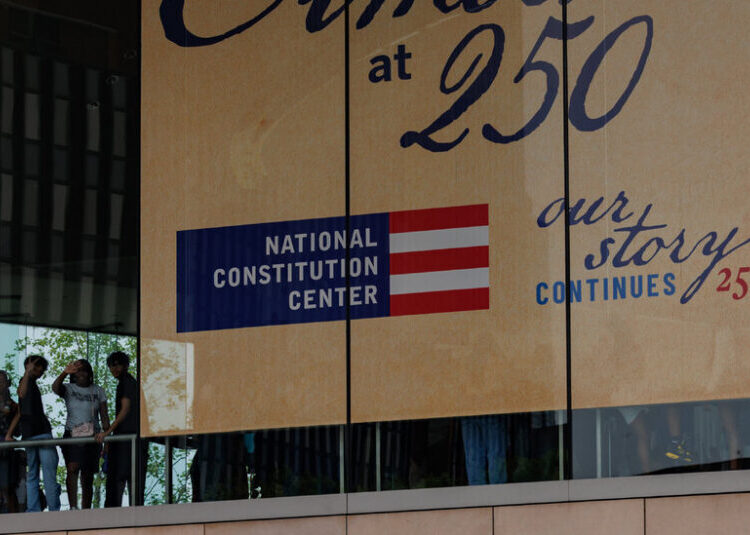 at
250
NATIONAL
CONSTITUTION
CENTER
our
story
CONTINUES